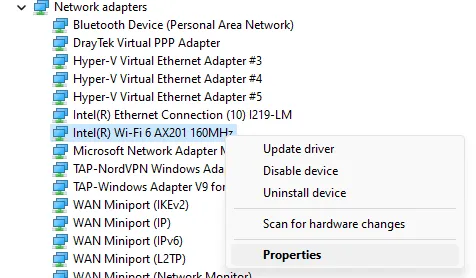 Network adapters
Bluetooth Device (Personal Area Network)
DrayTek Virtual PPP Adapter
Hyper-V Virtual Ethernet Adapter #3
Hyper-V Virtual Ethernet Adapter #4
Hyper-V Virtual Ethernet Adapter #5
Intel(R) Ethernet Connection (10) I219-LM
Intel(R) Wi-Fi 6 AX201 160MHz
Microsoft Network Adapter
TAP-NordVPN Windows Ada
TAP-Windows Adapter V9 for
WAN Miniport (IKEv2)
WAN Miniport (IP)
WAN Miniport (IPv6)
WAN Miniport (L2TP)
WAN Miniport (Network Monitor)
Update driver
Disable device
Uninstall device
Scan for hardware changes
Properties